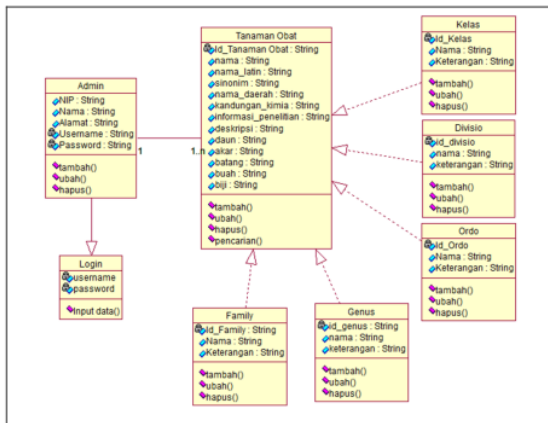 Tanaman Obat
Id_Tanaman Obat : String
nama : String
nama_latin : String
sinonim : String
nama_daerah : String
kandungan_kimia : String
informasi_penelitian : String
deskripsi : String
daun : String
akar : String
batang : String
buah : String
biji : String
tambah()
ubah()
hapus()
pencarian()
Admin
NIP : String
Nama : String
Alamat : String
Username : String
Password : String
tambah()
ubah()
hapus()
1
1..n
Login
username
password
Input data()
Kelas
Id_Kelas
Nama : String
Keterangan : String
tambah()
ubah()
hapus()
Divisio
id_divisio
nama : String
keterangan : String
tambah()
ubah()
hapus()
Ordo
Id_Ordo
Nama : String
Keterangan : String
tambah()
ubah()
hapus()
Family
Id_Family : String
Nama : String
Keterangan : String
tambah()
ubah()
hapus()
Genus
id_genus : String
nama : String
keterangan : String
tambah()
ubah()
hapus()